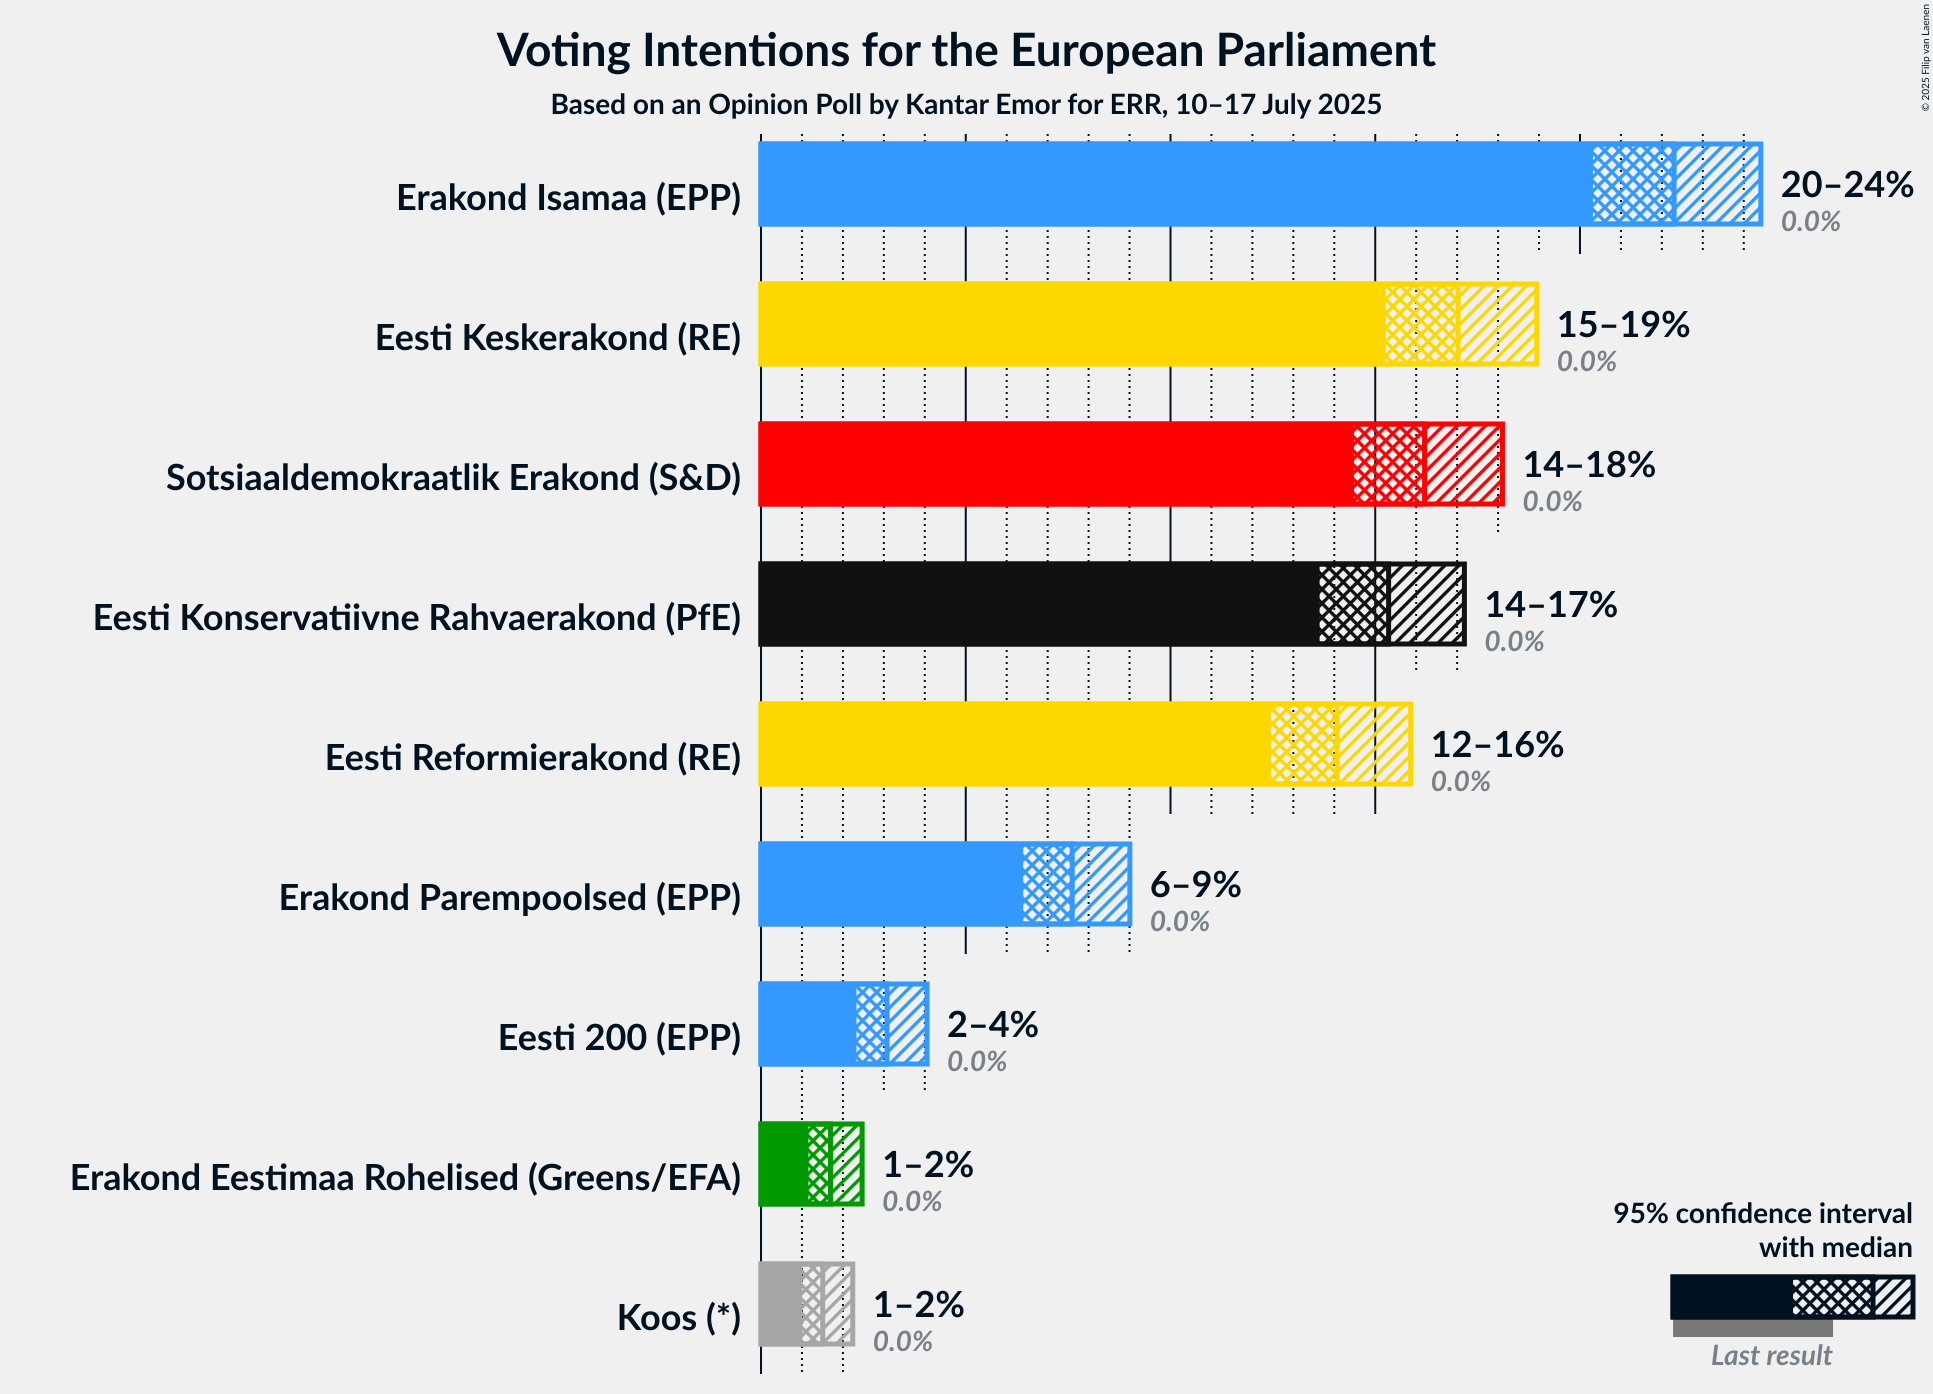 © 2025 Filip van Laenen
Voting Intentions for the European Parliament
Based on an Opinion Poll by Kantar Emor for ERR, 10–17 July 2025
Erakond Isamaa (EPP)
20–24%
0.0%
Eesti Keskerakond (RE)
15–19%
0.0%
Sotsiaaldemokraatlik Erakond (S&D)
14–18%
0.0%
Eesti Konservatiivne Rahvaerakond (PfE)
14–17%
0.0%
Eesti Reformierakond (RE)
12–16%
0.0%
Erakond Parempoolsed (EPP)
6–9%
0.0%
Eesti 200 (EPP)
2–4%
0.0%
Erakond Eestimaa Rohelised (Greens/EFA)
1–2%
0.0%
Koos (*)
1–2%
0.0%
95% confidence interval
with median
Last result